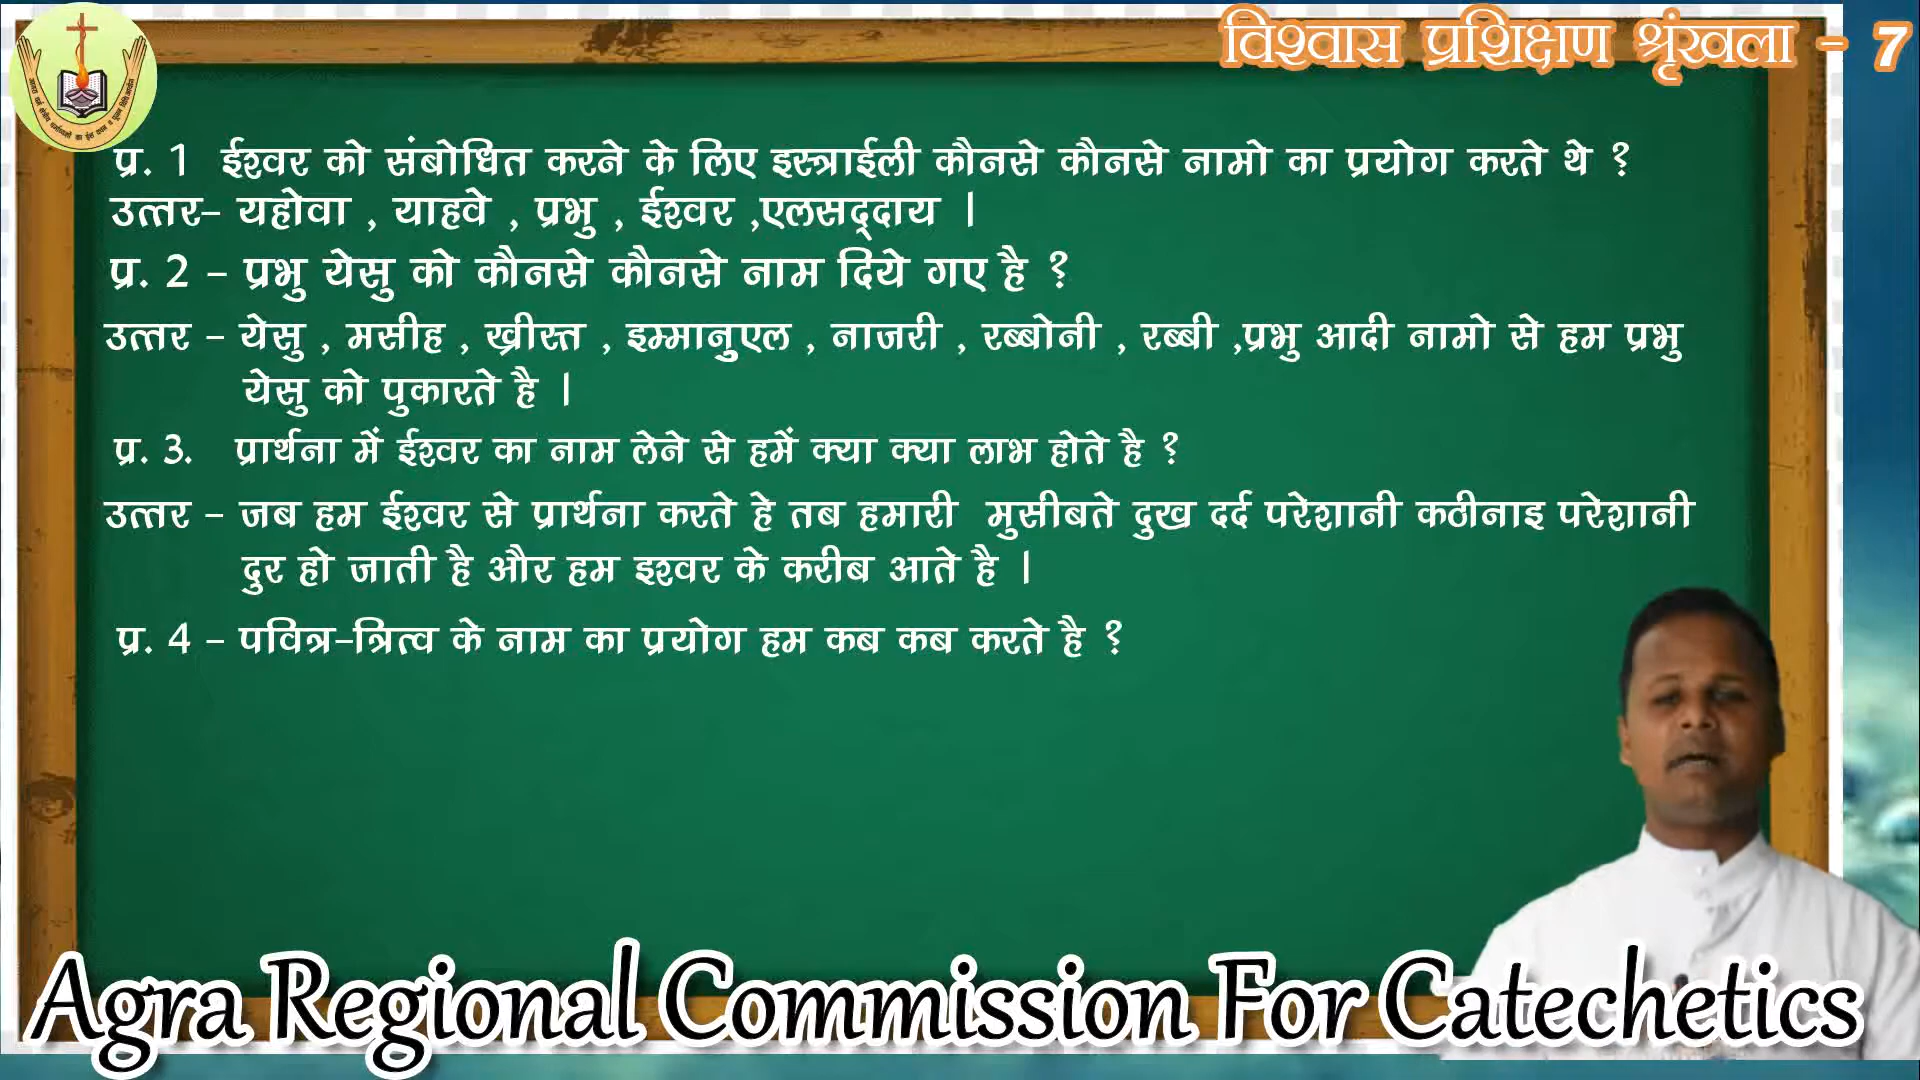 विश्वास प्रशिक्षण श्रृंखला - 7
प्र. 1 ईश्वर को संबोधित करने के लिए इस्त्राईली कौनसे कौनसे नामो का प्रयोग करते थे ?
उत्तर- यहोवा , याहवे , प्रभु , ईश्वर ,एलसद्दाय |
प्र. 2 - प्रभु येसु को कौनसे कौनसे नाम दिये गए है ?
उत्तर - येसु , मसीह , ख्रीस्त , इम्मानुएल , नाजरी , रब्बोनी , रब्बी ,प्रभु आदी नामो से हम प्रभु
येसु को पुकारते है |
प्र. 3. प्रार्थना में ईश्वर का नाम लेने से हमें क्या क्या लाभ होते है ?
उत्तर - जब हम ईश्वर से प्रार्थना करते हे तब हमारी मुसीबते दुख दर्द परेशानी कठीनाइ परेशानी
दुर हो जाती है और हम इश्वर के करीब आते है |
प्र. 4 - पवित्र-त्रित्व के नाम का प्रयोग हम कब कब करते है ?
Agra Regional Commission For Catechetics